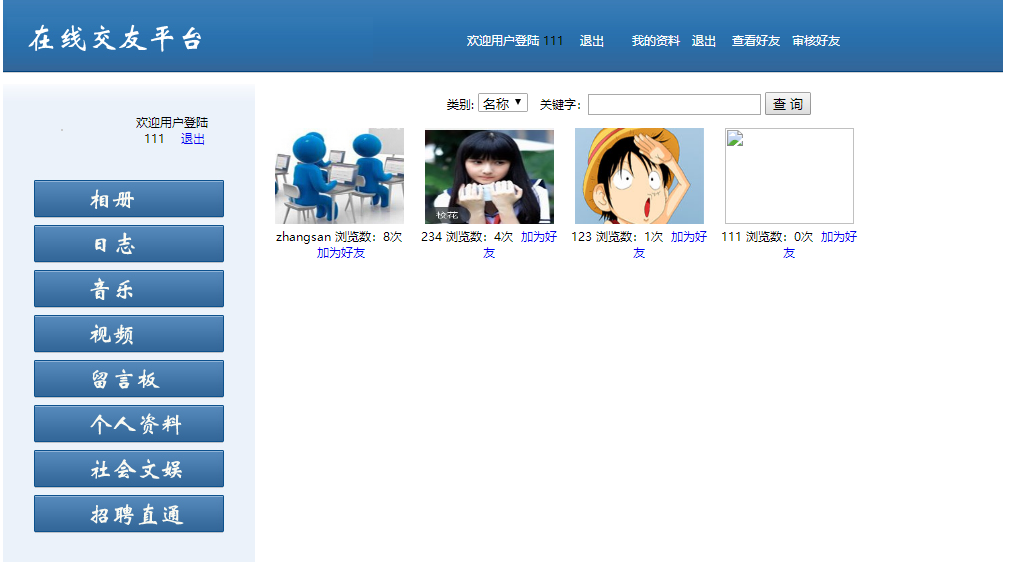 在线交友平台
欢迎用户登陆 111 退出 我的资料 退出 查看好友 审核好友
欢迎用户登陆
111 退出
相册
日志
音乐
视频
留言板
个人资料
社会文娱
招聘直通
类别: 名称 关键字: 查 询
校花
zhangsan 浏览数：8次
加为好友
234 浏览数：4次 加为好
友
123 浏览数：1次 加为好
友
111 浏览数：0次 加为好
友